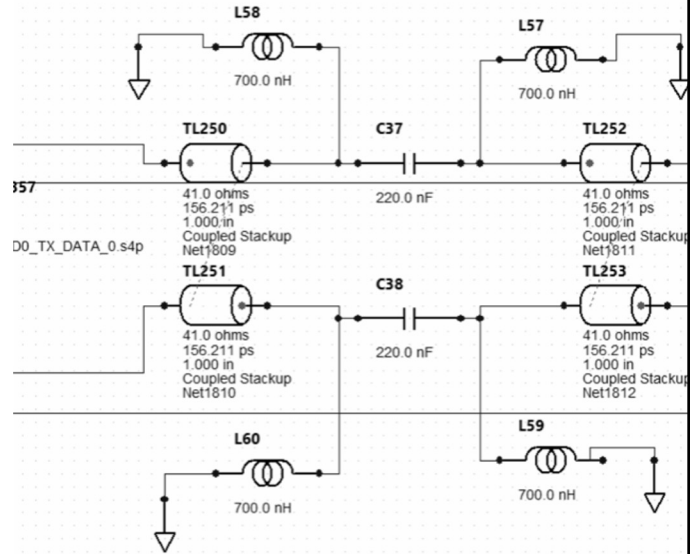 L58
L57
700.0 nH
700.0 nH
TL250
C37
TL252
41.0 ohms
156.211 ps
1.000 in
Coupled Stackup
Net1809
220.0 nF
41.0 ohms
156.211 ps
1.000 in
Coupled Stackup
Net1811
357
D0_TX_DATA_0.s4p
TL251
C38
TL253
41.0 ohms
156.211 ps
1.000 in
Coupled Stackup
Net1810
220.0 nF
41.0 ohms
156.211 ps
1.000 in
Coupled Stackup
Net1812
L60
L59
700.0 nH
700.0 nH